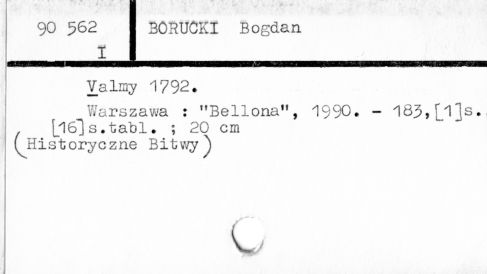 90 562
I
BORUCKI Bogdan
Valmy 1792.
Warszawa : "Bellona", 1990. - 183,[1]s.,
[16]s.tabl. ; 20 cm
(Historyczne Bitwy)